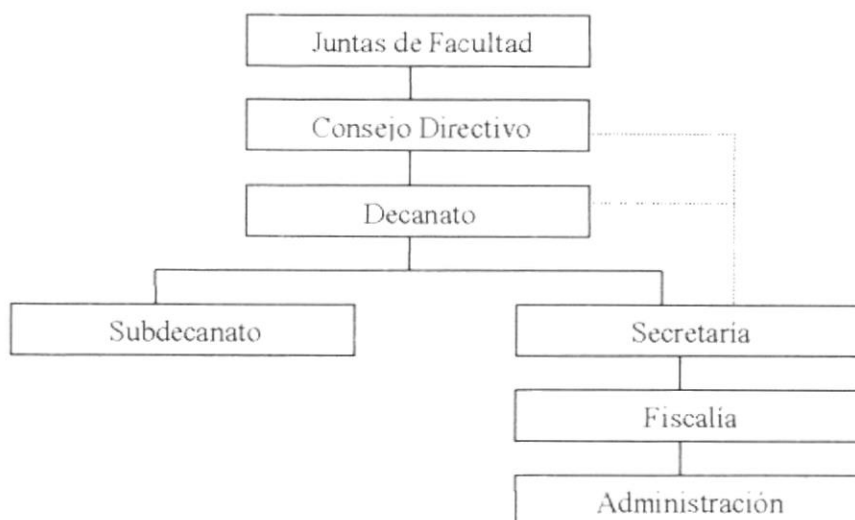 Juntas de Facultad
Consejo Directivo
Decanato
Subdecanato
Secretaria
Fiscalía
Administración